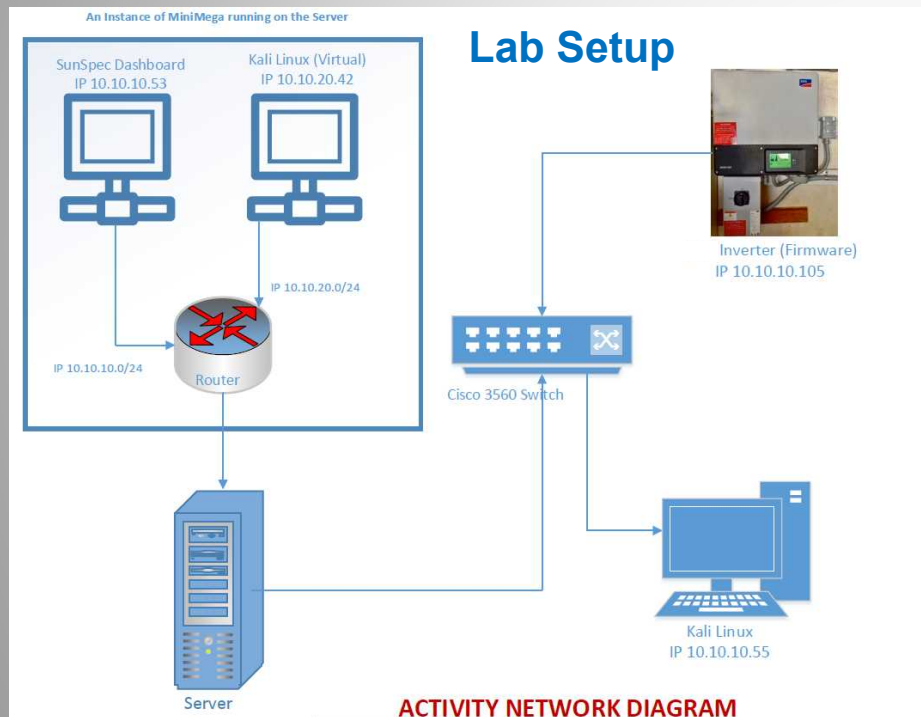 An Instance of MiniMega running on the Server
Lab Setup
SunSpec Dashboard
IP 10.10.10.53
Kali Linux (Virtual)
IP 10.10.20.42
Inverter (Firmware)
IP 10.10.10.105
IP 10.10.20.0/24
IP 10.10.10.0/24
Router
Cisco 3560 Switch
Kali Linux
IP 10.10.10.55
Server
ACTIVITY NETWORK DIAGRAM